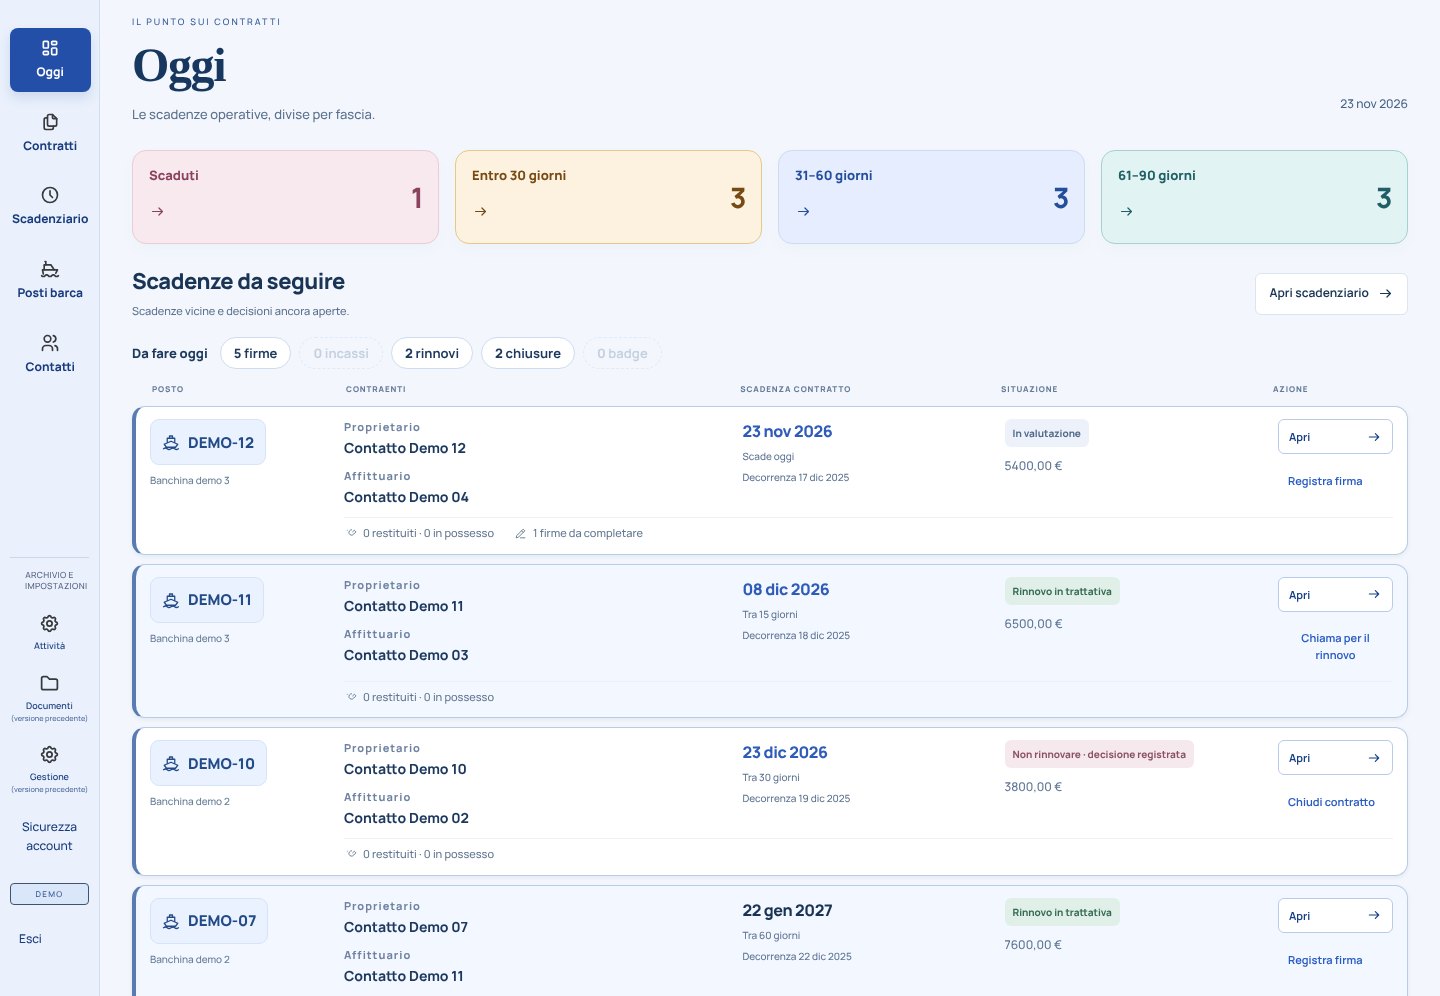 Oggi
Contratti
Scadenziario
Posti barca
Contatti
ARCHIVIO E
IMPOSTAZIONI
Attività
Documenti
(versione precedente)
Gestione
(versione precedente)
Sicurezza
account
DEMO
Esci
IL PUNTO SUI CONTRATTI
Oggi
Le scadenze operative, divise per fascia.
23 nov 2026
Scaduti
1
Entro 30 giorni
3
31–60 giorni
3
61–90 giorni
3
Scadenze da seguire
Scadenze vicine e decisioni ancora aperte.
Apri scadenziario
Da fare oggi 5 firme 0 incassi 2 rinnovi 2 chiusure 0 badge
POSTO CONTRAENTI SCADENZA CONTRATTO SITUAZIONE AZIONE
DEMO-12
Banchina demo 3
Proprietario
Contatto Demo 12
Affittuario
Contatto Demo 04
23 nov 2026
Scade oggi
Decorrenza 17 dic 2025
In valutazione
5400,00 €
Apri
Registra firma
0 restituiti · 0 in possesso 1 firme da completare
DEMO-11
Banchina demo 3
Proprietario
Contatto Demo 11
Affittuario
Contatto Demo 03
08 dic 2026
Tra 15 giorni
Decorrenza 18 dic 2025
Rinnovo in trattativa
6500,00 €
Apri
Chiama per il
rinnovo
0 restituiti · 0 in possesso
DEMO-10
Banchina demo 2
Proprietario
Contatto Demo 10
Affittuario
Contatto Demo 02
23 dic 2026
Tra 30 giorni
Decorrenza 19 dic 2025
Non rinnovare · decisione registrata
3800,00 €
Apri
Chiudi contratto
0 restituiti · 0 in possesso
DEMO-07
Banchina demo 2
Proprietario
Contatto Demo 07
Affittuario
Contatto Demo 11
22 gen 2027
Tra 60 giorni
Decorrenza 22 dic 2025
Rinnovo in trattativa
7600,00 €
Apri
Registra firma